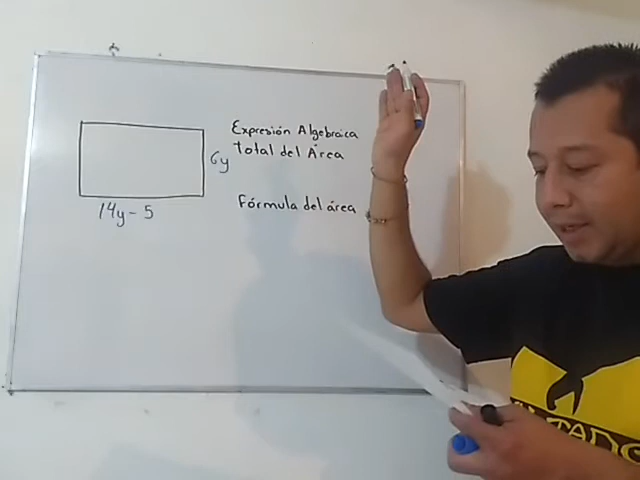 Expresión Algebraica
Total del Área
6y
14y - 5
Fórmula del área